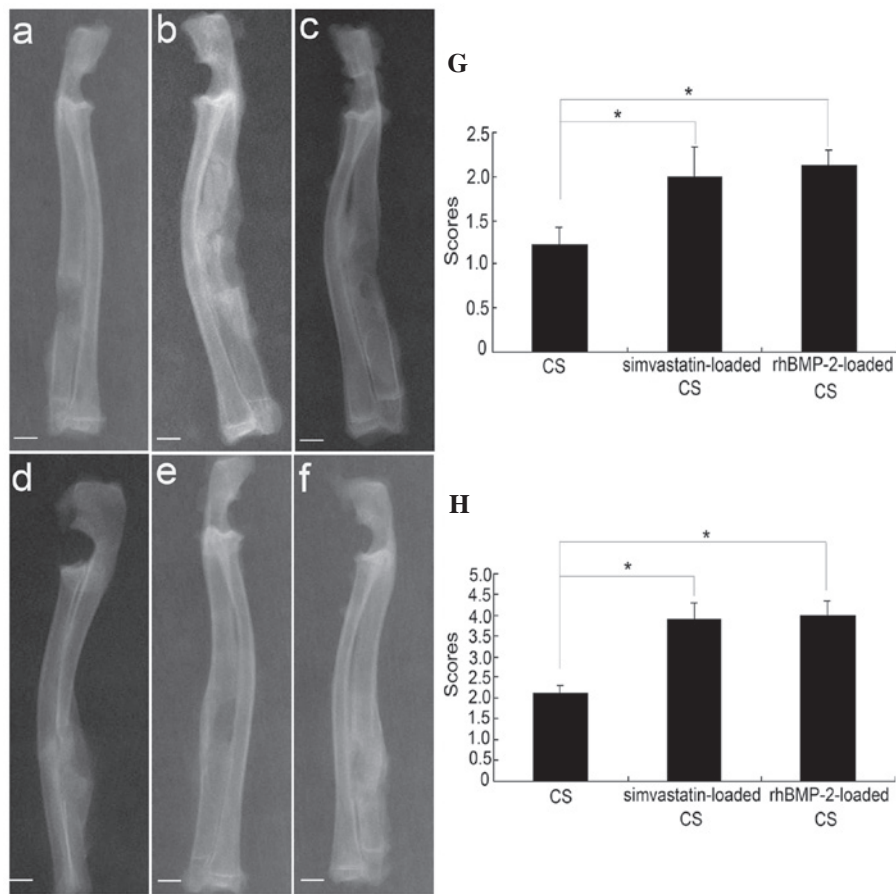 a
b
c
d
e
f
G
*
*
2.5
2.0
1.5
1.0
0.5
0
Scores
CS
simvastatin-loaded
CS
rhBMP-2-loaded
CS
H
*
*
5.0
4.5
4.0
3.5
3.0
2.5
2.0
1.5
1.0
0.5
0
Scores
CS
simvastatin-loaded
CS
rhBMP-2-loaded
CS